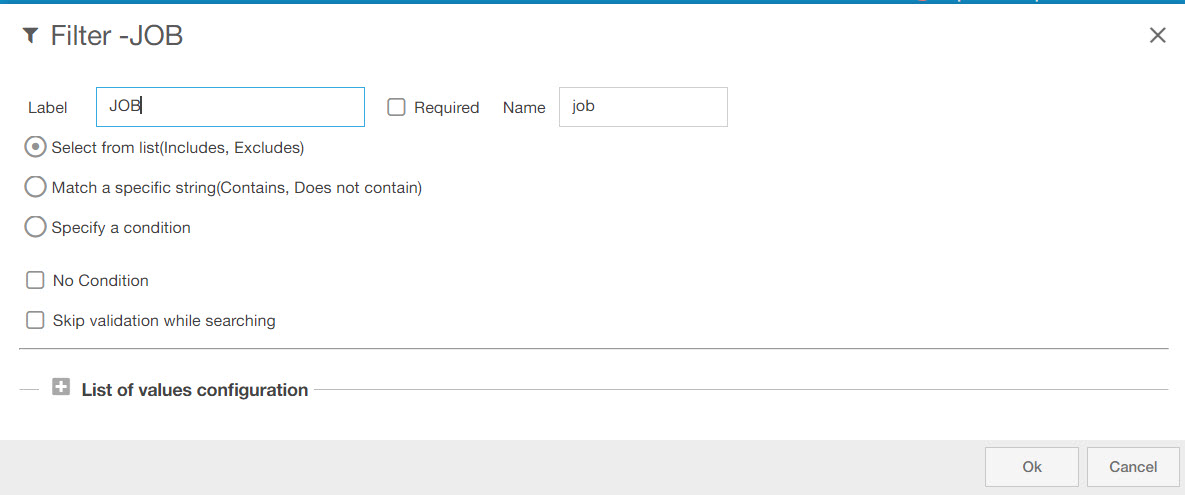 Filter -JOB
Label JOB Required Name job
Select from list(Includes, Excludes)
Match a specific string(Contains, Does not contain)
Specify a condition
No Condition
Skip validation while searching
List of values configuration
Ok Cancel